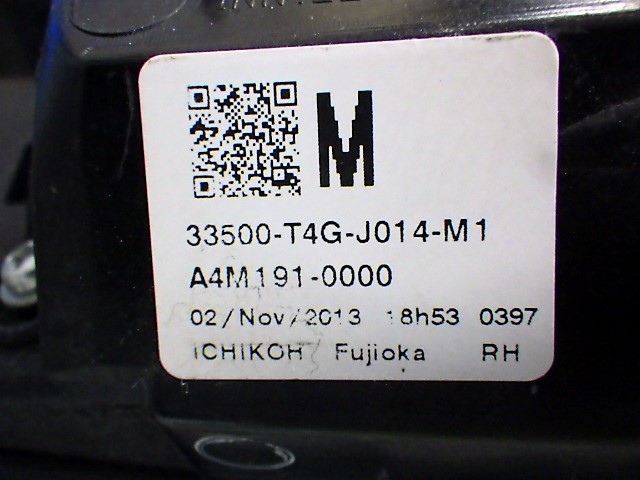 M
33500-T4G-J014-M1
A4M191-0000
02/Nov/2013 18h53 0397
ICHIKOH Fujioka RH